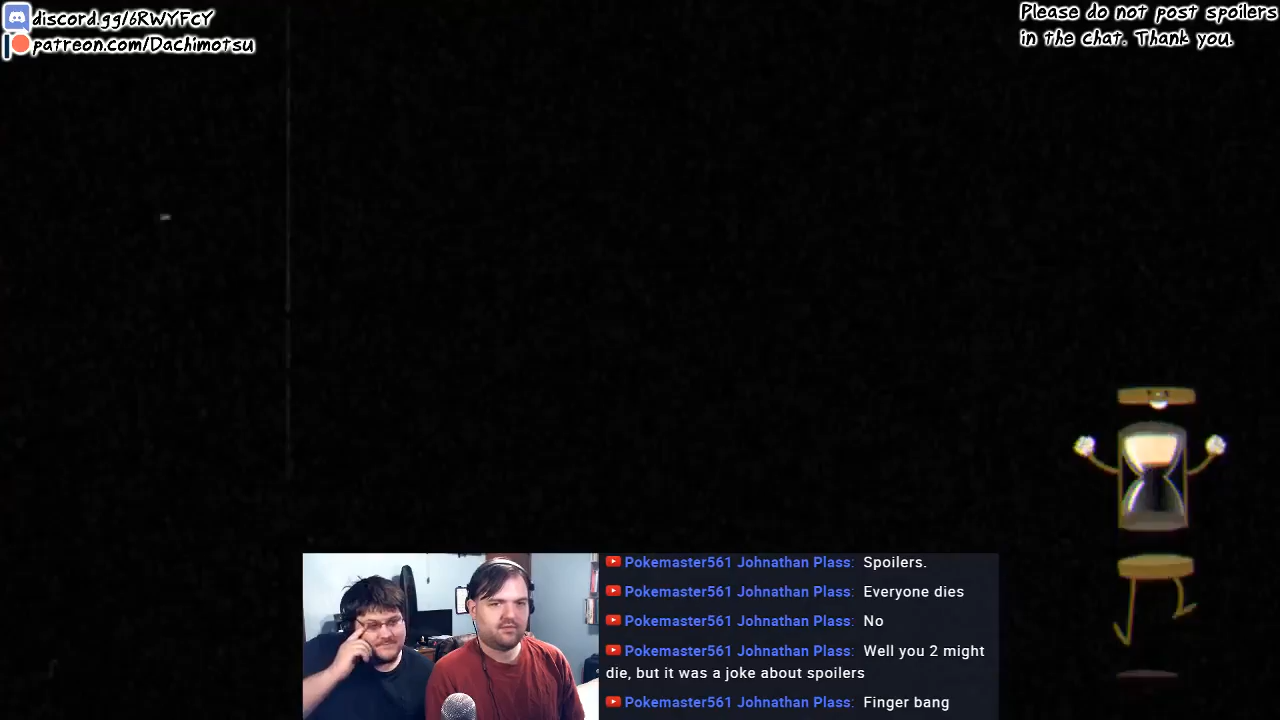 discord.gg/6RWYFCY
patreon.com/Dachimotsu
Please do not post spoilers
in the chat. Thank you.
Pokemaster561 Johnathan Plass: Spoilers.
Pokemaster561 Johnathan Plass: Everyone dies
Pokemaster561 Johnathan Plass: No
Pokemaster561 Johnathan Plass: Well you 2 might
die, but it was a joke about spoilers
Pokemaster561 Johnathan Plass: Finger bang